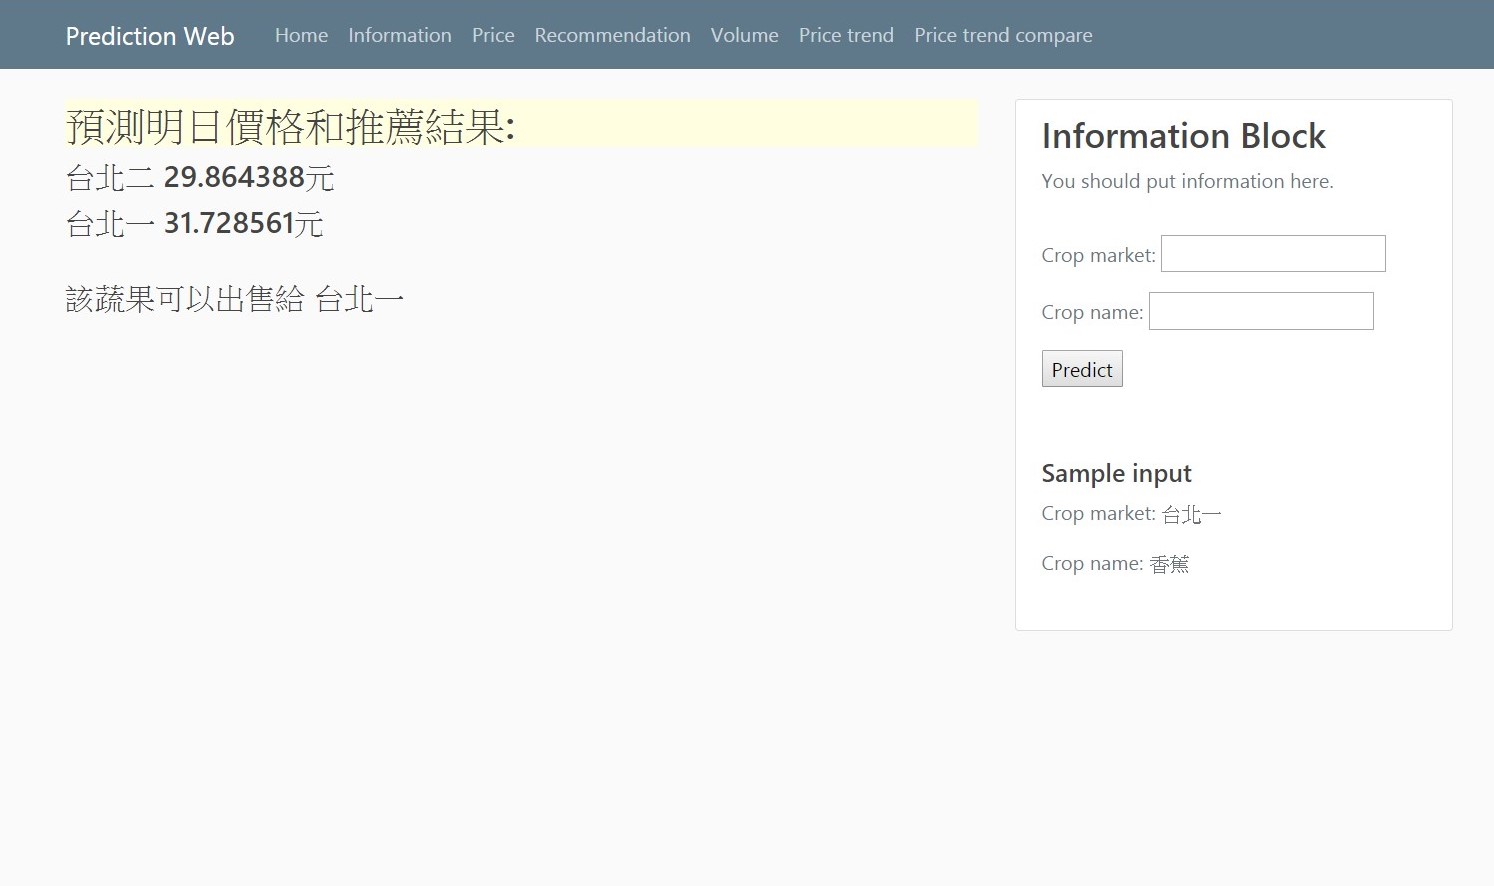 Prediction Web Home Information Price Recommendation Volume Price trend Price trend compare
預測明日價格和推薦結果:
台北二 29.864388元
台北一 31.728561元
該蔬果可以出售給 台北一
Information Block
You should put information here.
Crop market:
Crop name:
Predict
Sample input
Crop market: 台北一
Crop name: 香蕉